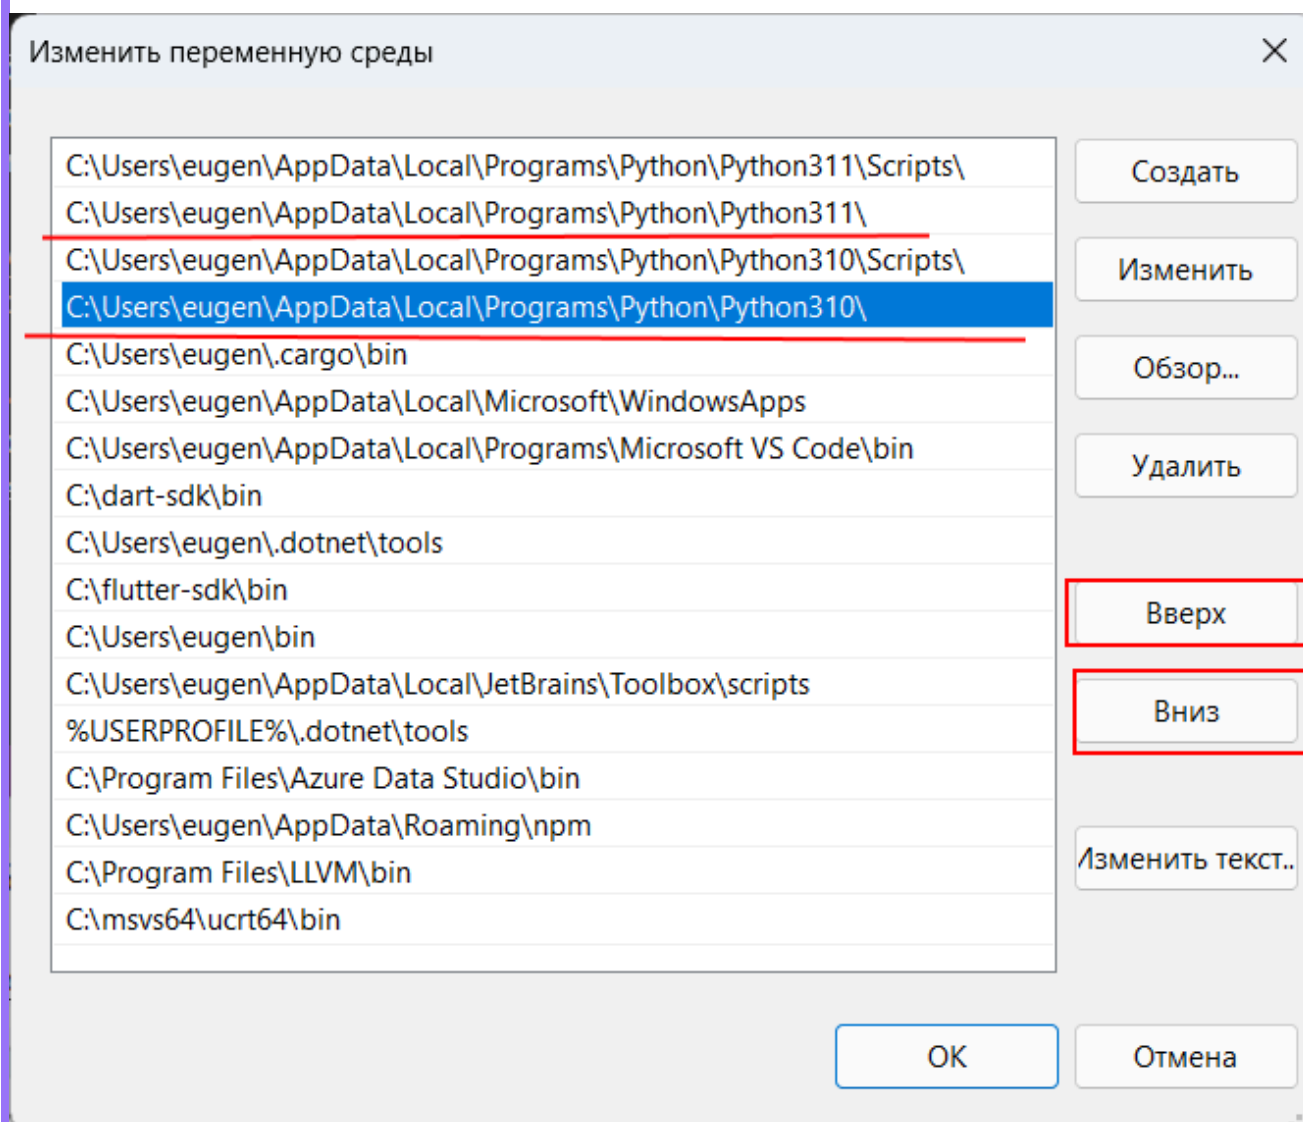 Изменить переменную среды
C:\Users\eugen\AppData\Local\Programs\Python\Python311\Scripts\
Создать
C:\Users\eugen\AppData\Local\Programs\Python\Python311\
C:\Users\eugen\AppData\Local\Programs\Python\Python310\Scripts\
Изменить
C:\Users\eugen\AppData\Local\Programs\Python\Python310\
C:\Users\eugen\.cargo\bin
Обзор...
C:\Users\eugen\AppData\Local\Microsoft\WindowsApps
C:\Users\eugen\AppData\Local\Programs\Microsoft VS Code\bin
Удалить
C:\dart-sdk\bin
C:\Users\eugen\.dotnet\tools
C:\flutter-sdk\bin
Вверх
C:\Users\eugen\bin
C:\Users\eugen\AppData\Local\JetBrains\Toolbox\scripts
Вниз
%USERPROFILE%\.dotnet\tools
C:\Program Files\Azure Data Studio\bin
C:\Users\eugen\AppData\Roaming\npm
Изменить текст..
C:\Program Files\LLVM\bin
C:\msvs64\ucrt64\bin
ОК
Отмена